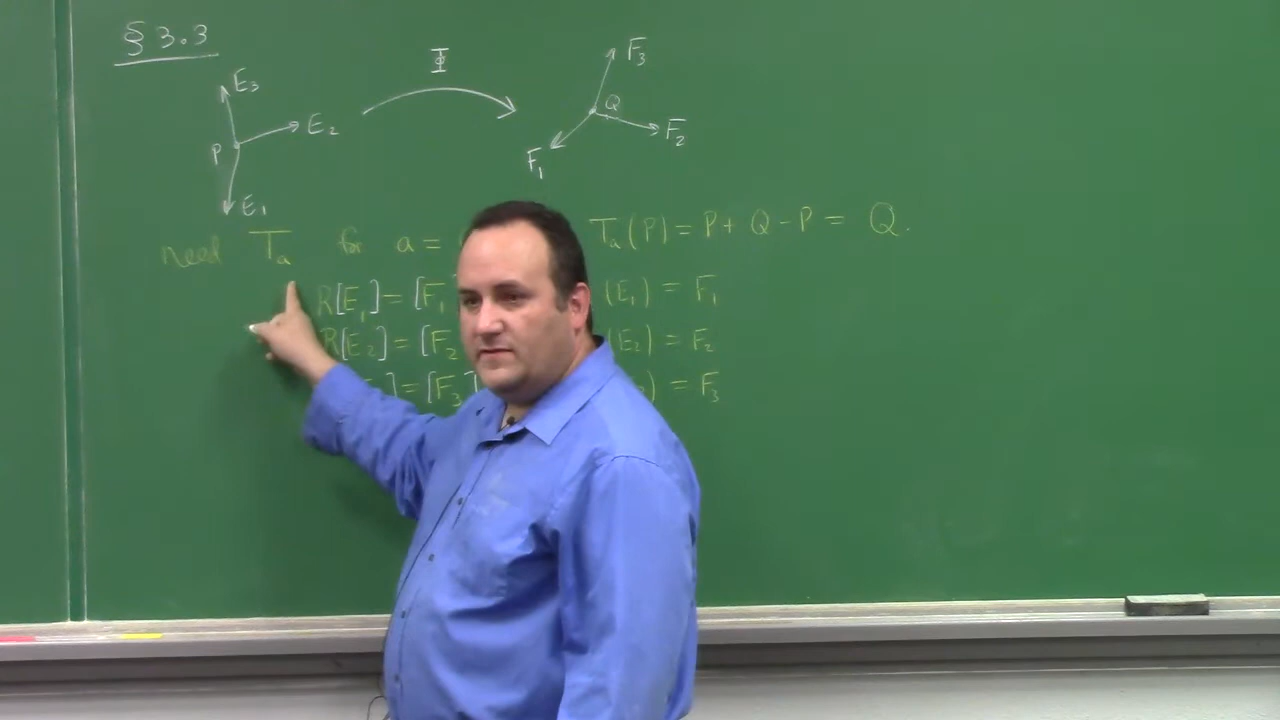 § 3.3
E₃
E₂
P
E₁
Φ
F₃
Q
F₂
F₁
need Tₐ for a = Tₐ(P) = P + Q - P = Q.
R[E₁] = [F₁ (E₁) = F₁
R[E₂] = [F₂ (E₂) = F₂
] = [F₃] ) = F₃